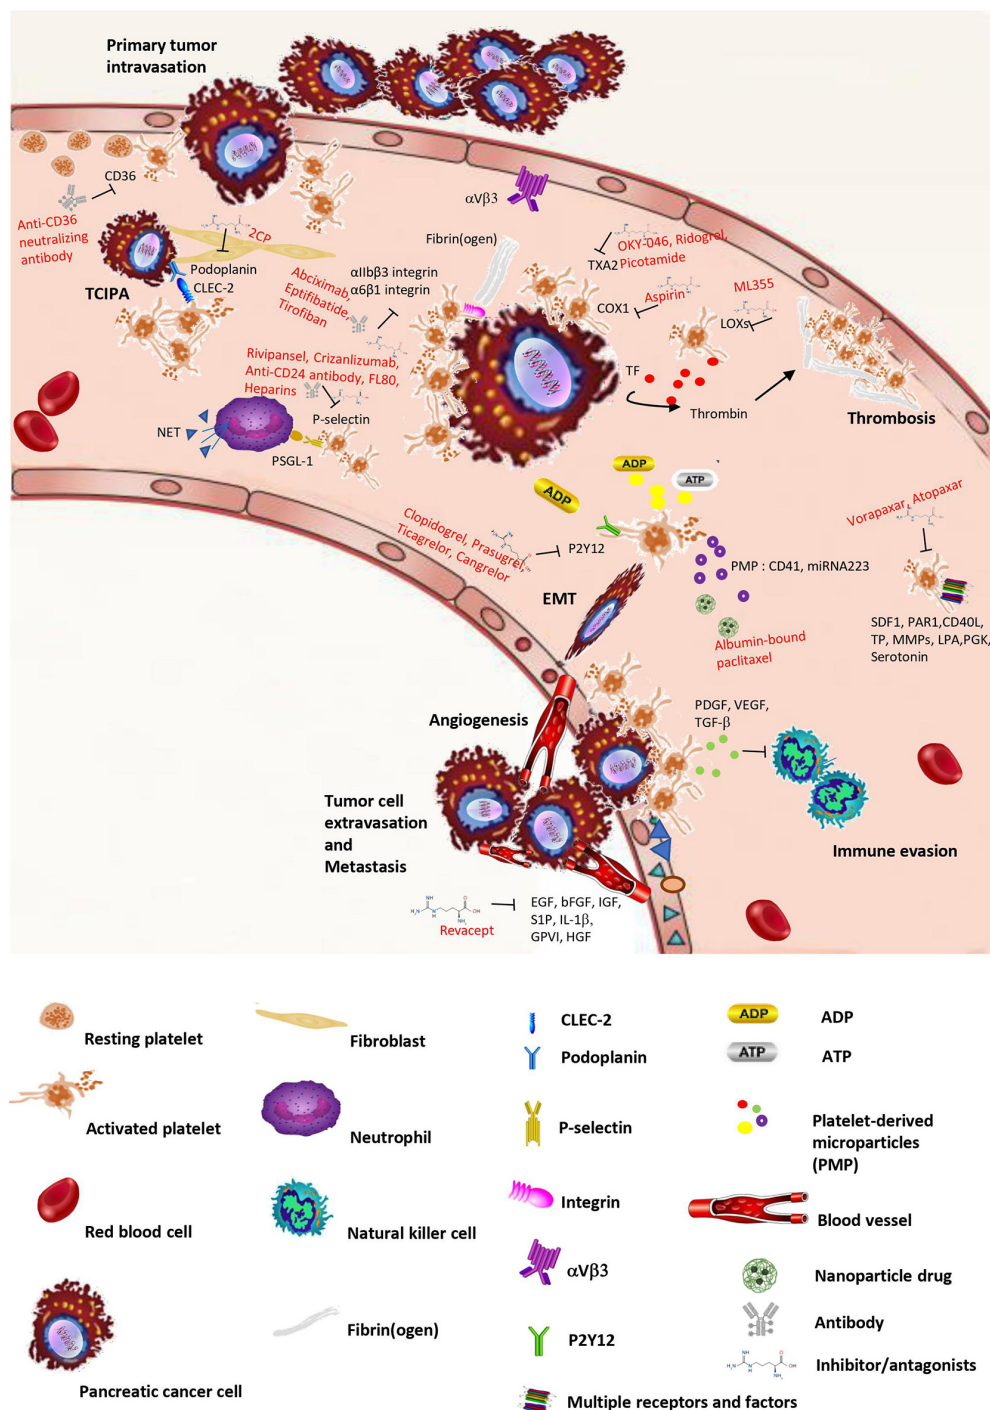 Primary tumor
intravasation
CD36
Anti-CD36
neutralizing
antibody
2CP
Podoplanin
CLEC-2
TCIPA
αVβ3
Fibrin(ogen)
αIIbβ3 integrin
α6β1 integrin
Abciximab,
Eptifibatide,
Tirofiban
OKY-046, Ridogrel,
Picotamide
TXA2
COX1
Aspirin
ML355
LOXs
TF
Thrombin
Thrombosis
Rivipansel, Crizanlizumab,
Anti-CD24 antibody, FL80,
Heparins
P-selectin
NET
PSGL-1
ADP
ATP
ADP
Clopidogrel, Prasugrel,
Ticagrelor, Cangrelor
P2Y12
EMT
PMP : CD41, miRNA223
Albumin-bound
paclitaxel
Vorapaxar, Atopaxar
SDF1, PAR1,CD40L,
TP, MMPs, LPA,PGK,
Serotonin
PDGF, VEGF,
TGF-β
Angiogenesis
Tumor cell
extravasation
and
Metastasis
Immune evasion
Revacept
EGF, bFGF, IGF,
S1P, IL-1β,
GPVI, HGF
Resting platelet
Fibroblast
CLEC-2
ADP
ADP
Podoplanin
ATP
ATP
Activated platelet
Neutrophil
P-selectin
Platelet-derived
microparticles
(PMP)
Red blood cell
Natural killer cell
Integrin
Blood vessel
αVβ3
Nanoparticle drug
Pancreatic cancer cell
Fibrin(ogen)
P2Y12
Antibody
Inhibitor/antagonists
Multiple receptors and factors